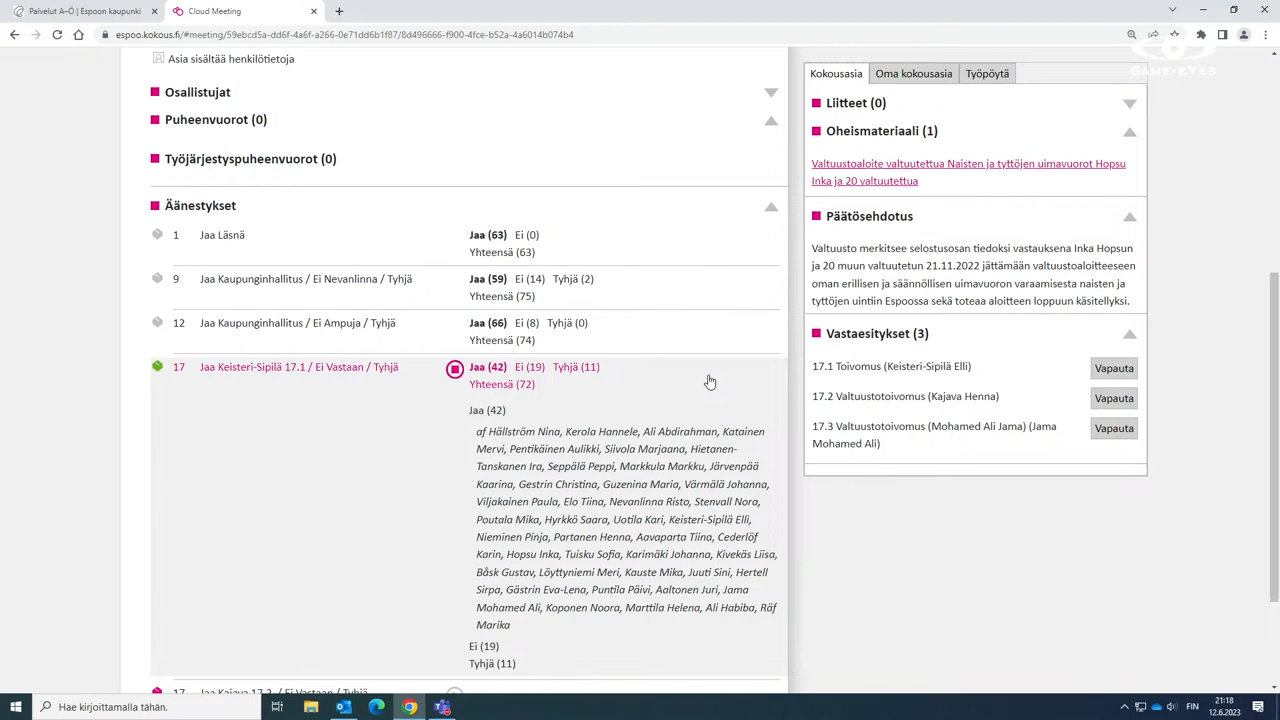 Palvelut A–Ö | Espoon kaupunki
Cloud Meeting
espoo.kokous.fi/#meeting/59ebcd5a-dd6f-4a6f-a266-0e71dd6b1f87/8d496666-f900-4fce-b52a-4a6014b074b4
SAME-EYES
Asia sisältää henkilötietoja
Osallistujat
Puheenvuorot (0)
Työjärjestyspuheenvuorot (0)
Äänestykset
1 Jaa Läsnä Jaa (63) Ei (0)
Yhteensä (63)
9 Jaa Kaupunginhallitus / Ei Nevanlinna / Tyhjä Jaa (59) Ei (14) Tyhjä (2)
Yhteensä (75)
12 Jaa Kaupunginhallitus / Ei Ampuja / Tyhjä Jaa (66) Ei (8) Tyhjä (0)
Yhteensä (74)
17 Jaa Keisteri-Sipilä 17.1 / Ei Vastaan / Tyhjä Jaa (42) Ei (19) Tyhjä (11)
Yhteensä (72)
Jaa (42)
af Hällström Nina, Kerola Hannele, Ali Abdirahman, Katainen
Mervi, Pentikäinen Aulikki, Siivola Marjaana, Hietanen-
Tanskanen Ira, Seppälä Peppi, Markkula Markku, Järvenpää
Kaarina, Gestrin Christina, Guzenina Maria, Värmälä Johanna,
Viljakainen Paula, Elo Tiina, Nevanlinna Risto, Stenvall Nora,
Poutala Mika, Hyrkkö Saara, Uotila Kari, Keisteri-Sipilä Elli,
Nieminen Pinja, Partanen Henna, Aavaparta Tiina, Cederlöf
Karin, Hopsu Inka, Tuisku Sofia, Karimäki Johanna, Kivekäs Liisa,
Båsk Gustav, Löyttyniemi Meri, Kauste Mika, Juuti Sini, Hertell
Sirpa, Gästrin Eva-Lena, Puntila Päivi, Aaltonen Juri, Jama
Mohamed Ali, Koponen Noora, Marttila Helena, Ali Habiba, Räf
Marika
Ei (19)
Tyhjä (11)
17 Jaa Kajava 17.2 / Ei Vastaan / Tyhjä
Kokousasia Oma kokousasia Työpöytä
Liitteet (0)
Oheismateriaali (1)
Valtuustoaloite valtuutettua Naisten ja tyttöjen uimavuorot Hopsu
Inka ja 20 valtuutettua
Päätösehdotus
Valtuusto merkitsee selostusosan tiedoksi vastauksena Inka Hopsun
ja 20 muun valtuutetun 21.11.2022 jättämään valtuustoaloitteeseen
oman erillisen ja säännöllisen uimavuoron varaamisesta naisten ja
tyttöjen uintiin Espoossa sekä toteaa aloitteen loppuun käsitellyksi.
Vastaesitykset (3)
17.1 Toivomus (Keisteri-Sipilä Elli) Vapauta
17.2 Valtuustotoivomus (Kajava Henna) Vapauta
17.3 Valtuustotoivomus (Mohamed Ali Jama) (Jama Vapauta
Mohamed Ali)
Hae kirjoittamalla tähän.
FIN
21:18
12.6.2023